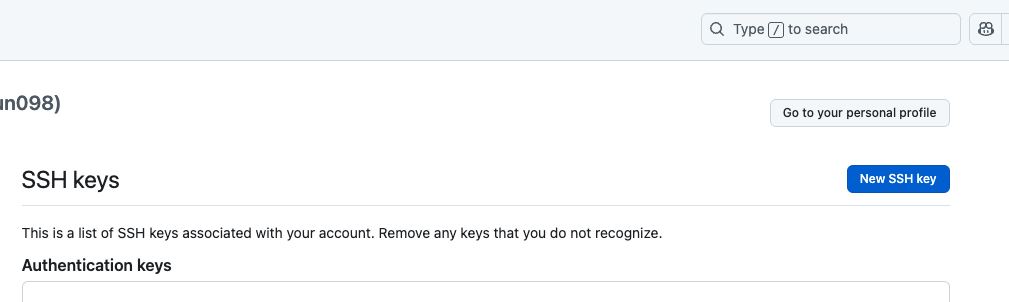 Type / to search
un098)
Go to your personal profile
SSH keys
New SSH key
This is a list of SSH keys associated with your account. Remove any keys that you do not recognize.
Authentication keys